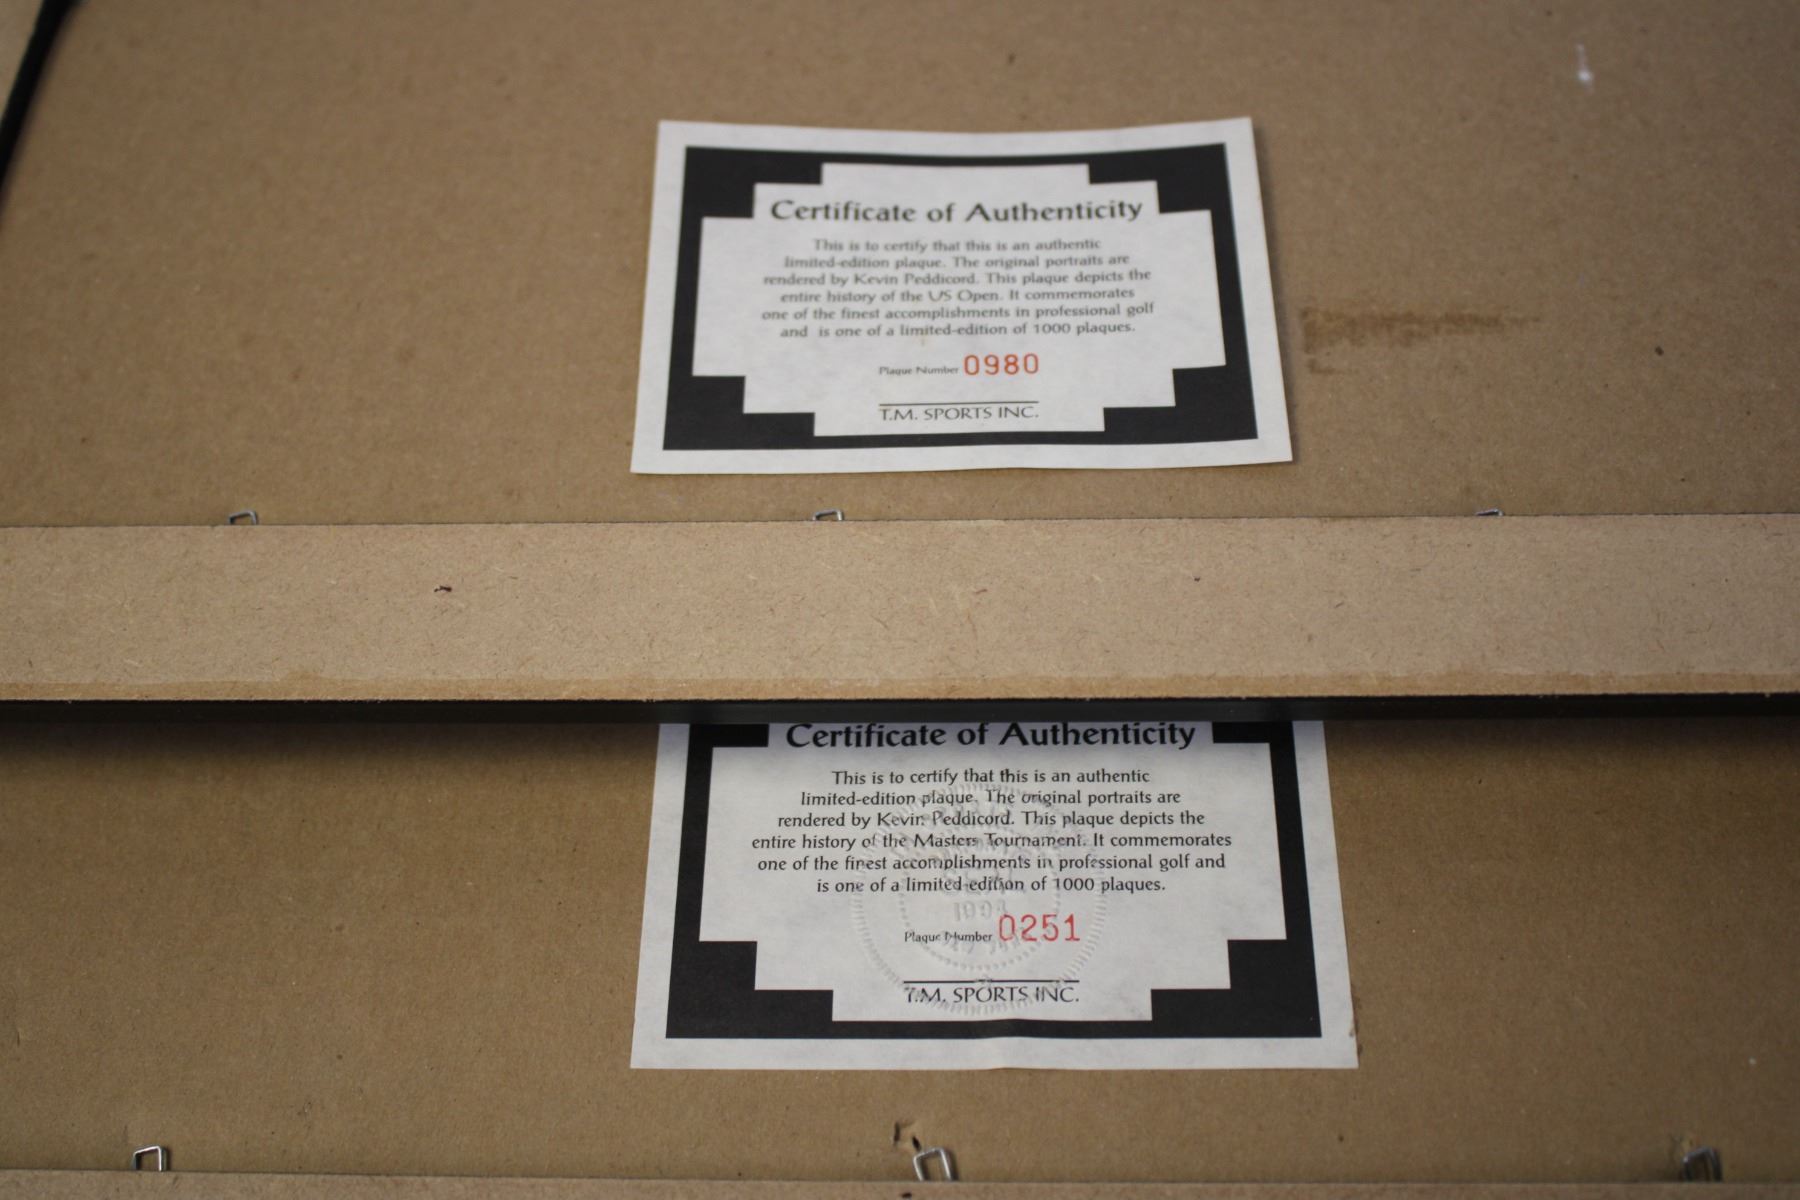 Certificate of Authenticity
This is to certify that this is an authentic
limited-edition plaque. The original portraits are
rendered by Kevin Peddicord. This plaque depicts the
entire history of the US Open. It commemorates
one of the finest accomplishments in professional golf
and is one of a limited-edition of 1000 plaques.
Plaque Number 0980
T.M. SPORTS INC.
Certificate of Authenticity
This is to certify that this is an authentic
limited-edition plaque. The original portraits are
rendered by Kevin Peddicord. This plaque depicts the
entire history of the Masters Tournament. It commemorates
one of the finest accomplishments in professional golf and
is one of a limited-edition of 1000 plaques.
Plaque Number 0251
T.M. SPORTS INC.